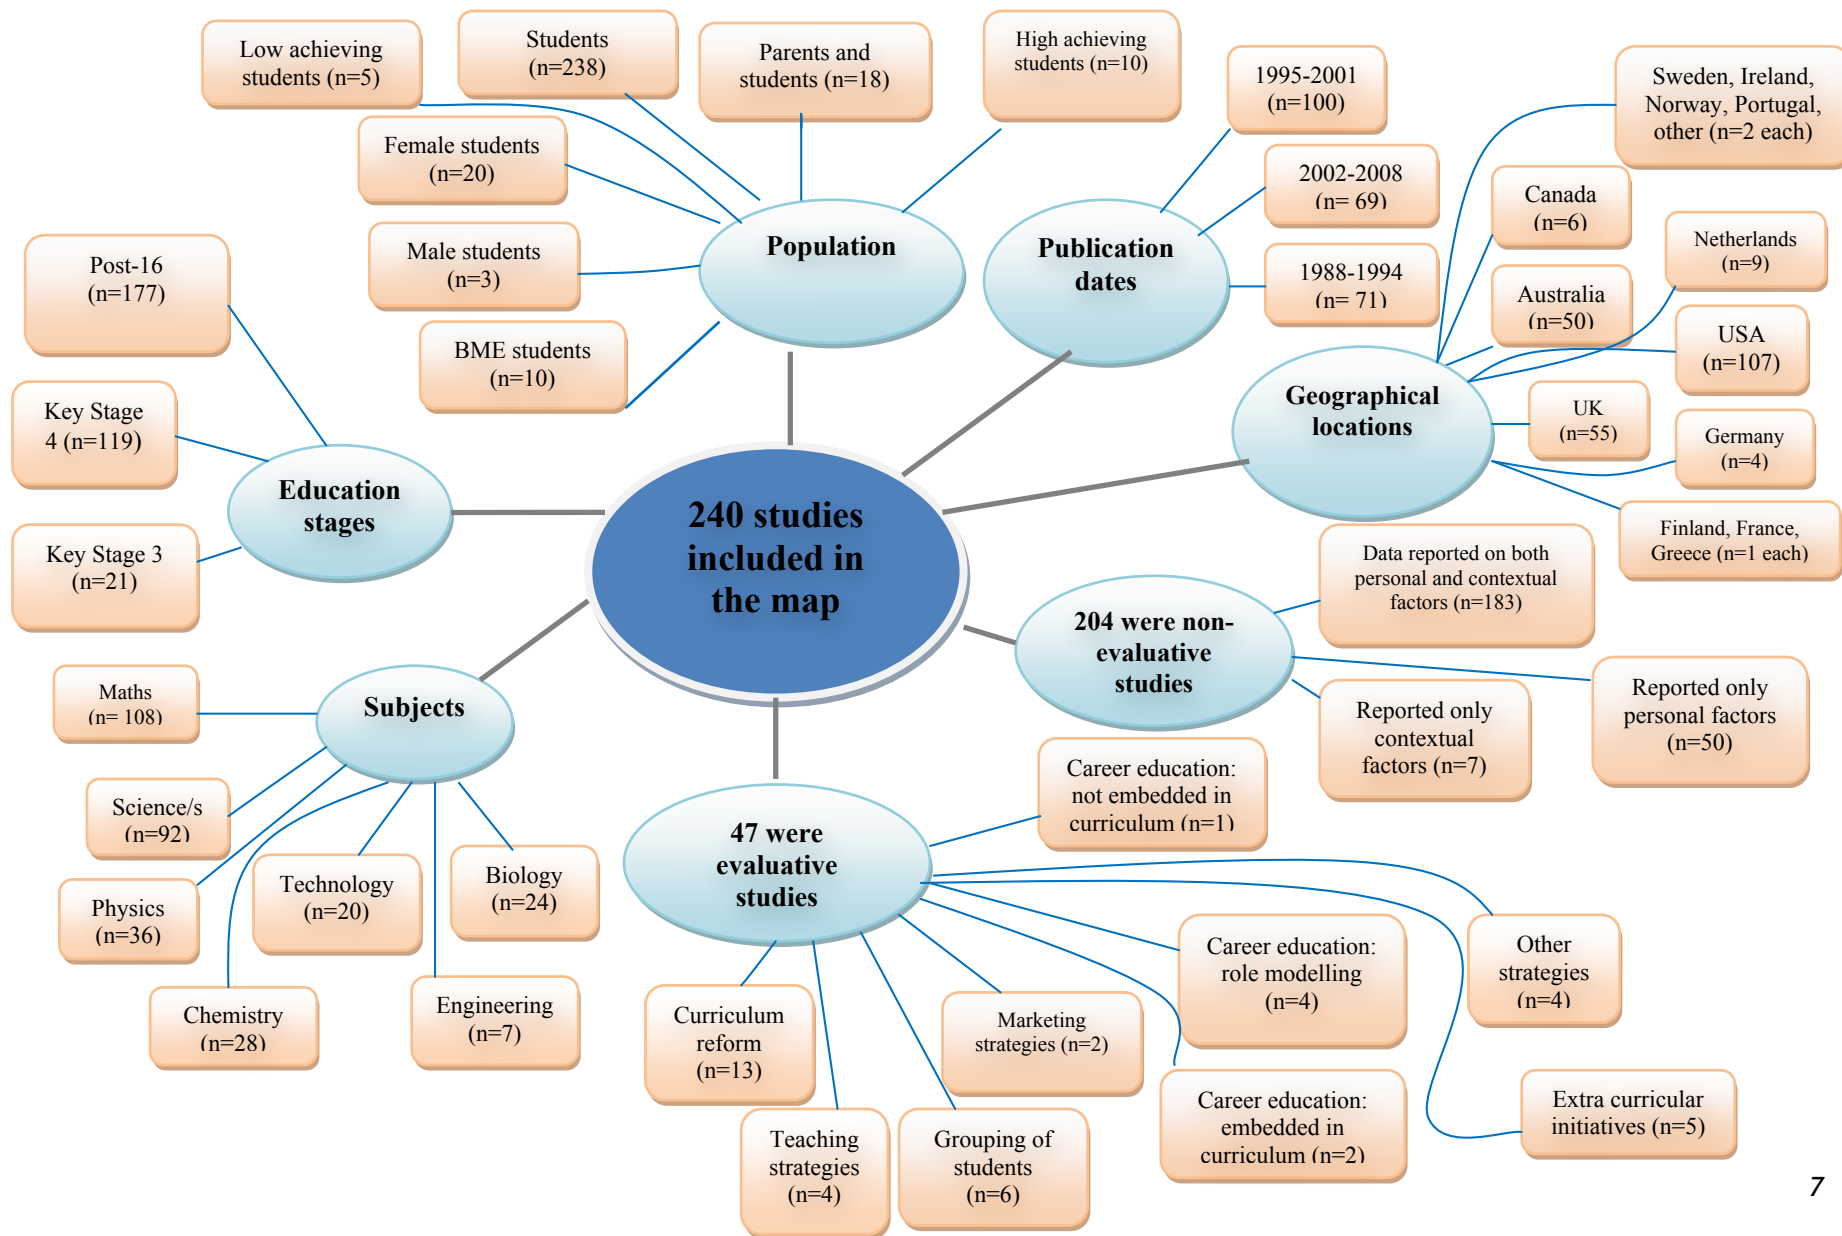 Low achieving
students (n=5)
Students
(n=238)
Parents and
students (n=18)
High achieving
students (n=10)
Female students
(n=20)
Male students
(n=3)
BME students
(n=10)
Population
1995-2001
(n=100)
2002-2008
(n= 69)
1988-1994
(n= 71)
Publication
dates
Sweden, Ireland,
Norway, Portugal,
other (n=2 each)
Canada
(n=6)
Netherlands
(n=9)
Australia
(n=50)
USA
(n=107)
UK
(n=55)
Germany
(n=4)
Finland, France,
Greece (n=1 each)
Geographical
locations
Post-16
(n=177)
Key Stage
4 (n=119)
Key Stage 3
(n=21)
Education
stages
240 studies
included in
the map
Data reported on both
personal and contextual
factors (n=183)
Reported only
contextual
factors (n=7)
Reported only
personal factors
(n=50)
204 were non-
evaluative
studies
Subjects
Maths
(n= 108)
Science/s
(n=92)
Physics
(n=36)
Chemistry
(n=28)
Technology
(n=20)
Engineering
(n=7)
Biology
(n=24)
47 were
evaluative
studies
Career education:
not embedded in
curriculum (n=1)
Curriculum
reform
(n=13)
Teaching
strategies
(n=4)
Grouping of
students
(n=6)
Marketing
strategies (n=2)
Career education:
role modelling
(n=4)
Career education:
embedded in
curriculum (n=2)
Other
strategies
(n=4)
Extra curricular
initiatives (n=5)
7